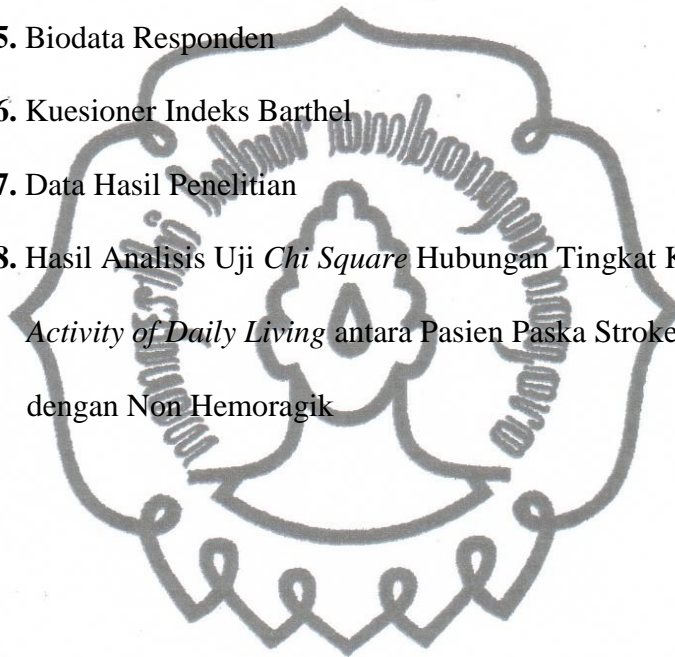 5. Biodata Responden
6. Kuesioner Indeks Barthel
7. Data Hasil Penelitian
8. Hasil Analisis Uji Chi Square Hubungan Tingkat K
Activity of Daily Living antara Pasien Paska Stroke
dengan Non Hemoragik